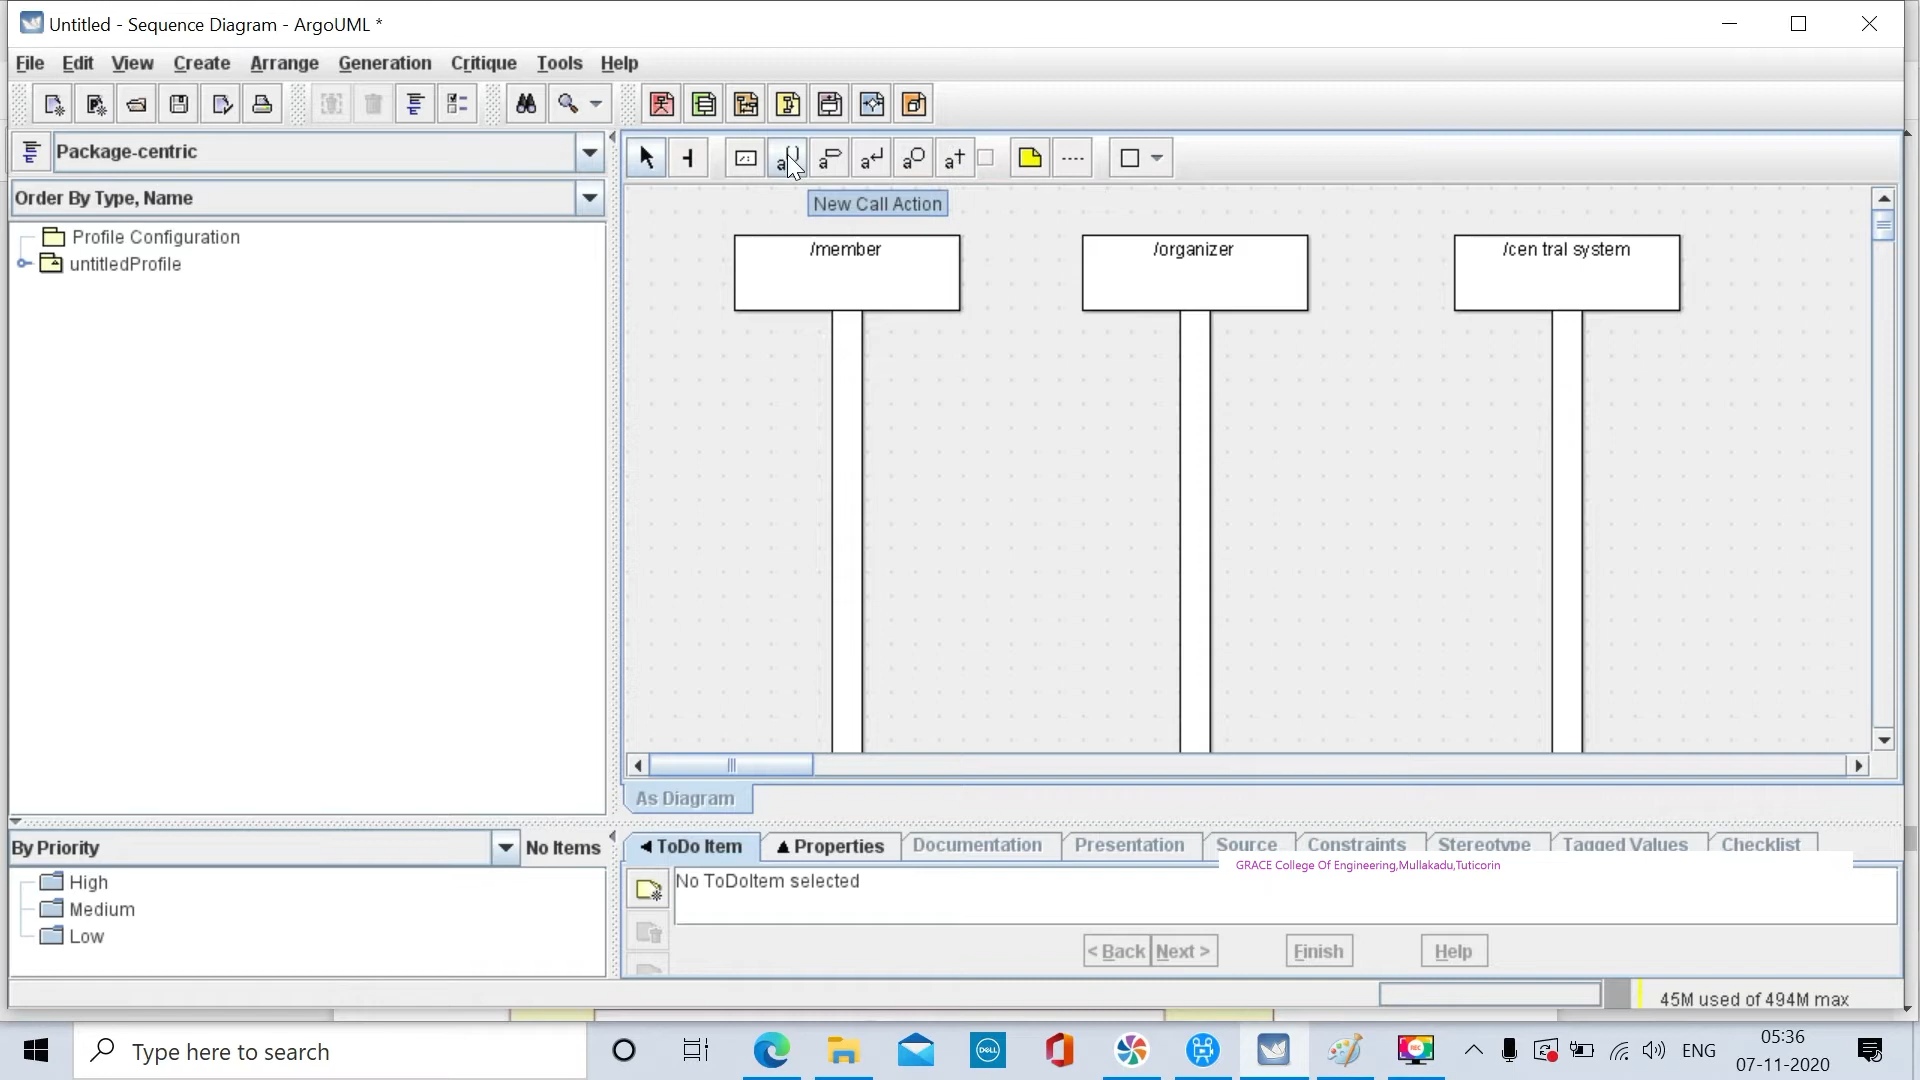 Untitled - Sequence Diagram - ArgoUML *
File Edit View Create Arrange Generation Critique Tools Help
Package-centric
Order By Type, Name
Profile Configuration
untitledProfile
New Call Action
/member
/organizer
/cen tral system
As Diagram
By Priority
No Items
High
Medium
Low
ToDo Item Properties Documentation Presentation Source Constraints Stereotype Tagged Values Checklist
GRACE College Of Engineering,Mullakadu,Tuticorin
No ToDoItem selected
< Back Next > Finish Help
45M used of 494M max
Type here to search
DELL
REC
ENG
05:36
07-11-2020